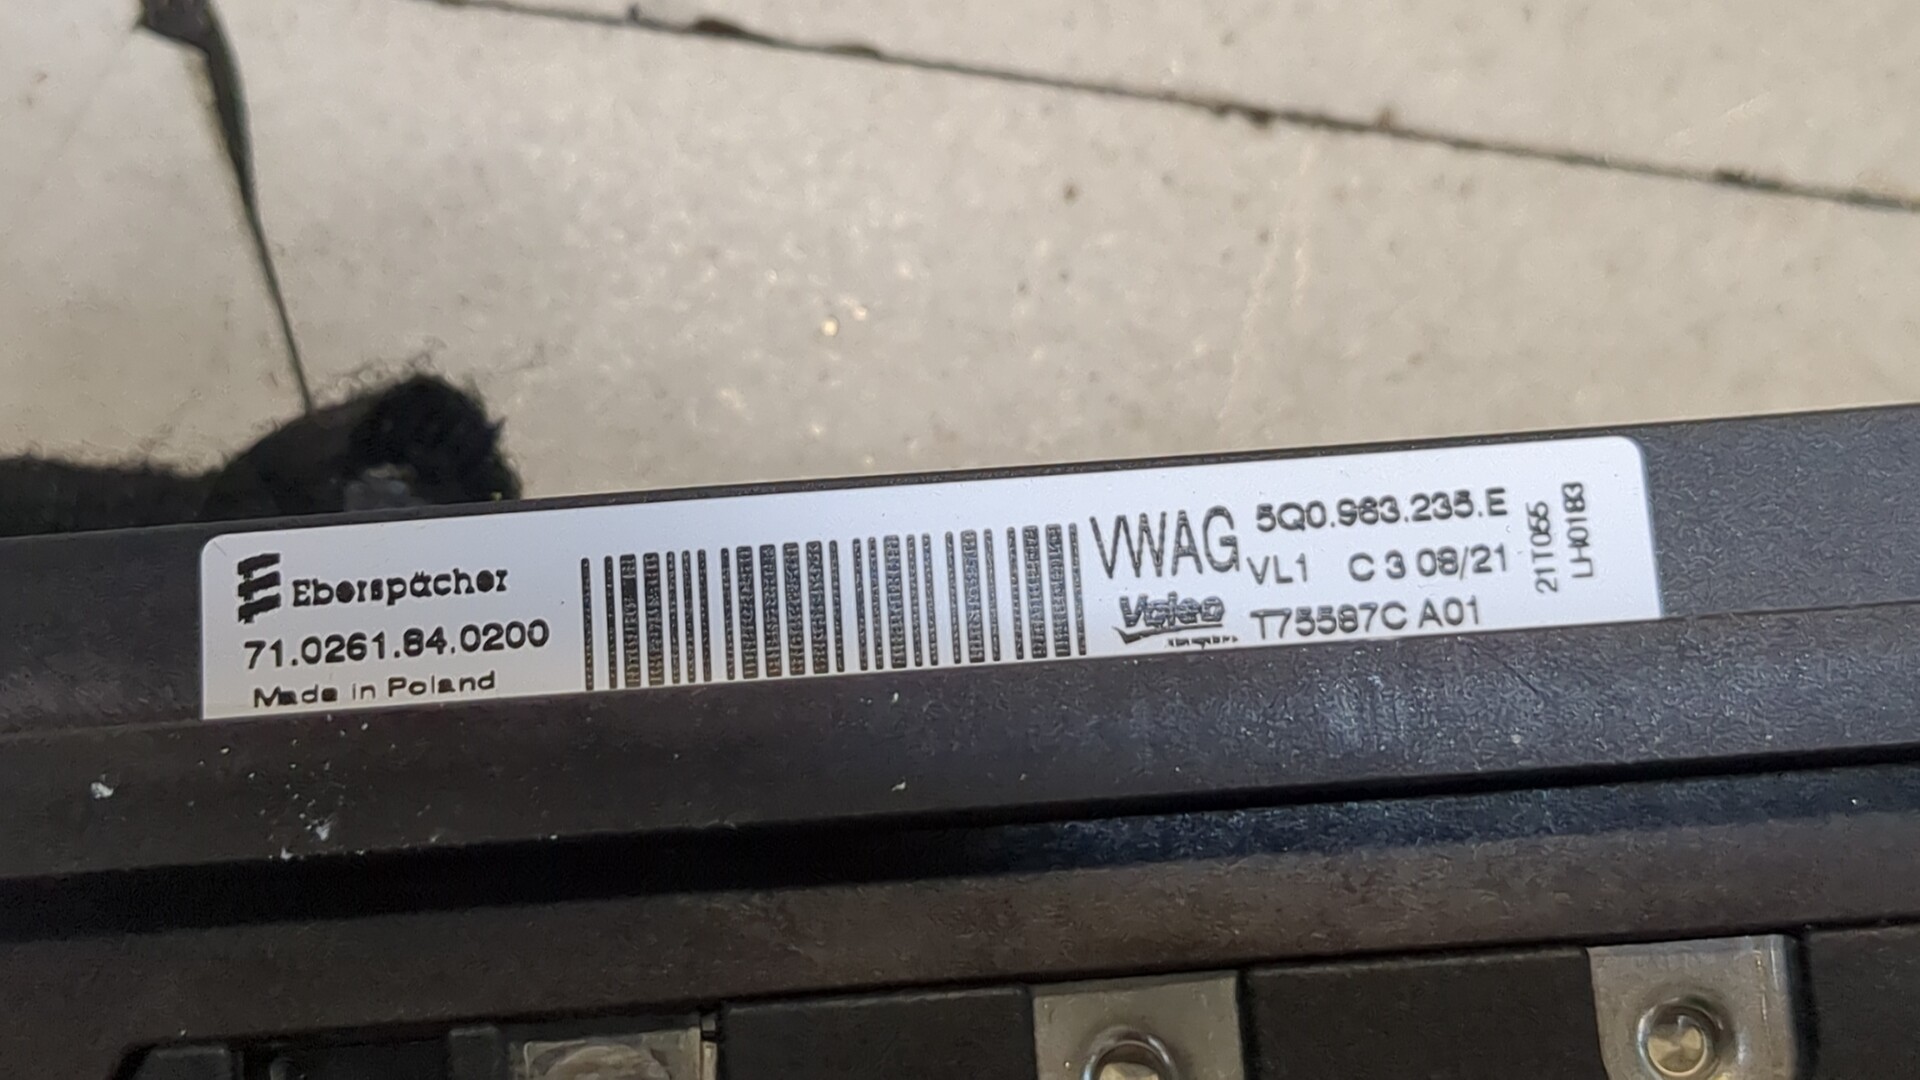 Eberspächer
71.0261.84.0200
Made in Poland
VWAG
5Q0.963.235.E
VL1 C 3 08/21
Valeo
T75587C A01
21T055
LH0183